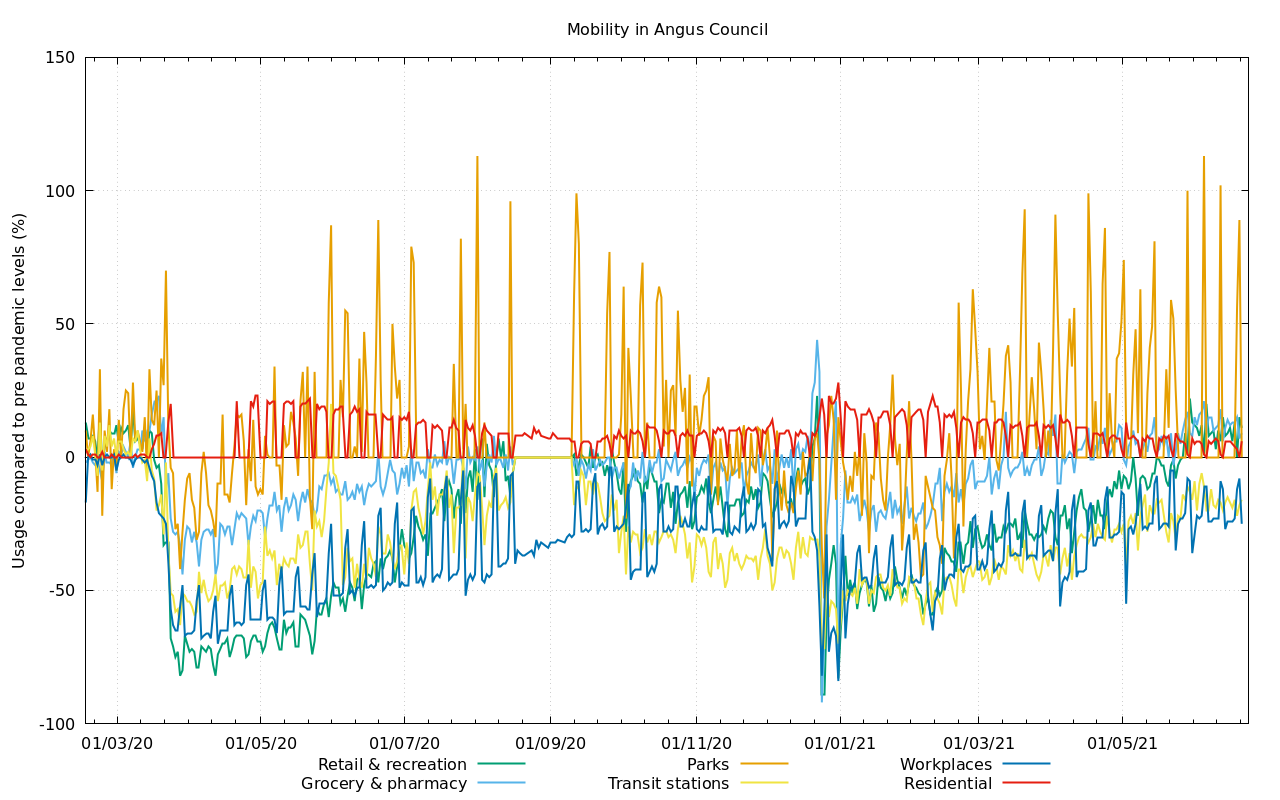 Mobility in Angus Council
Usage compared to pre pandemic levels (%)
150
100
50
0
-50
-100
01/03/20 01/05/20 01/07/20 01/09/20 01/11/20 01/01/21 01/03/21 01/05/21
Retail & recreation Parks Workplaces
Grocery & pharmacy Transit stations Residential